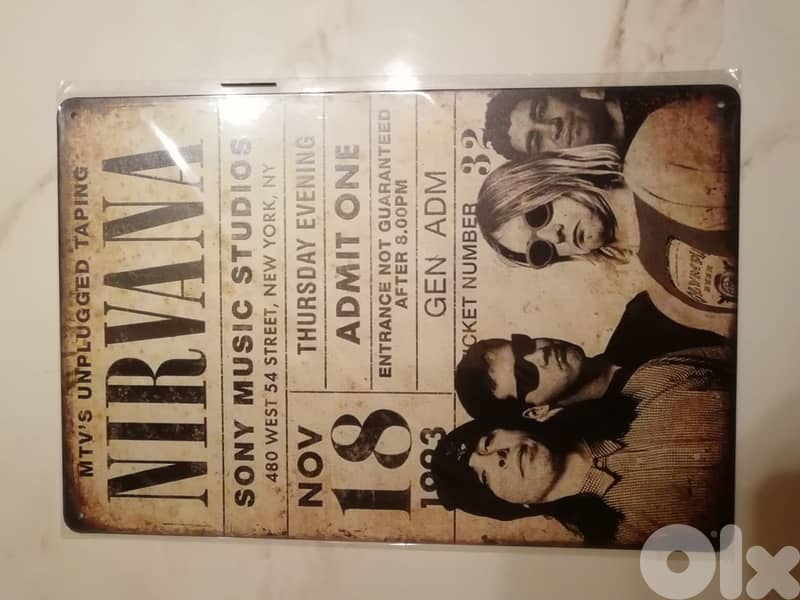 MTV'S UNPLUGGED TAPING
NIRVANA
SONY MUSIC STUDIOS
480 WEST 54 STREET, NEW YORK, NY
NOV
18
1993
THURSDAY EVENING
ADMIT ONE
ENTRANCE NOT GUARANTEED
AFTER 8.00PM
GEN ADM
CKET NUMBER 32
BEER
olx